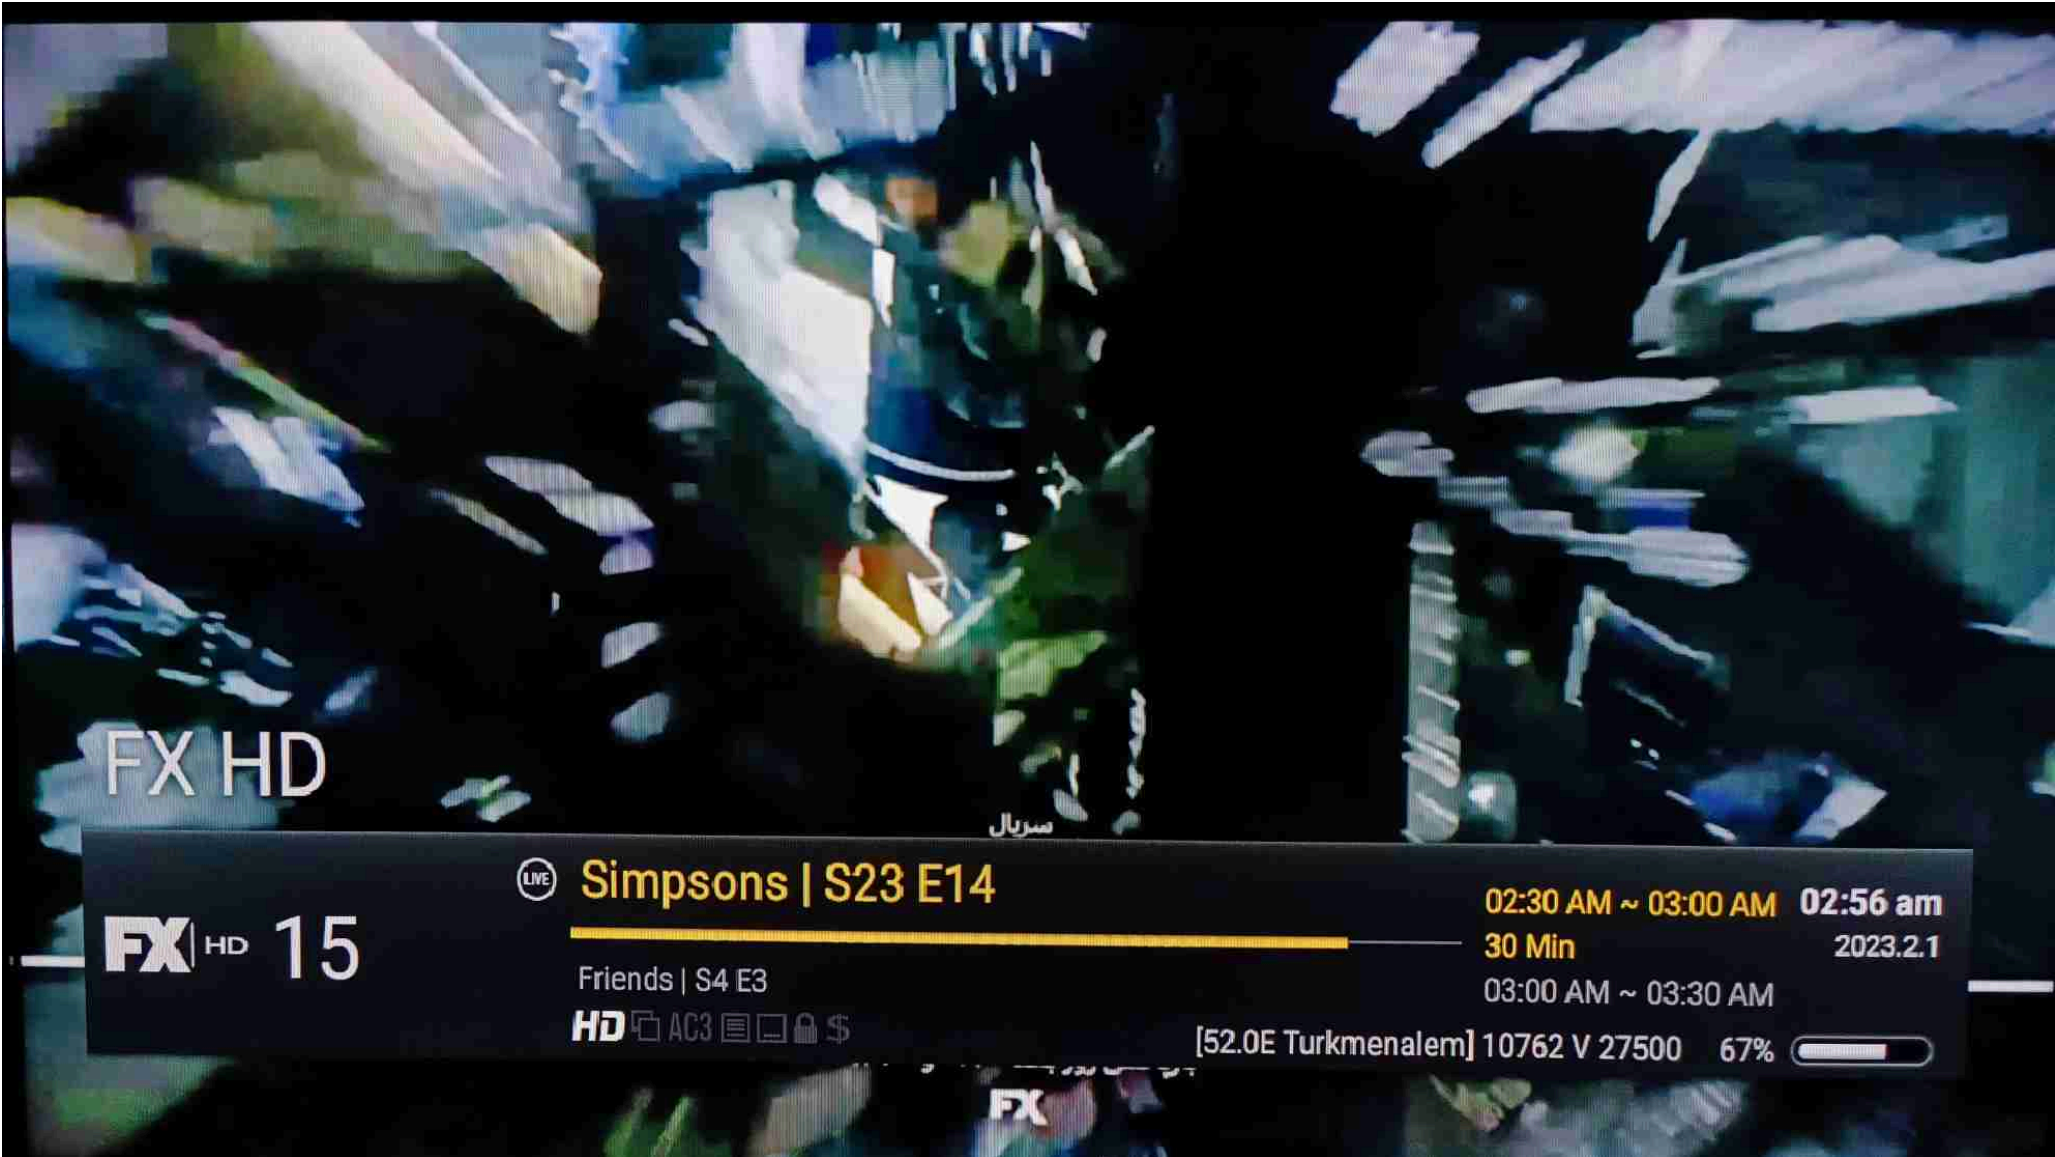 FX HD
سریال
LIVE Simpsons | S23 E14
02:30 AM ~ 03:00 AM 02:56 am
FX HD 15
30 Min 2023.2.1
Friends | S4 E3
03:00 AM ~ 03:30 AM
HD AC3 $
[52.0E Turkmenalem] 10762 V 27500 67%
FX